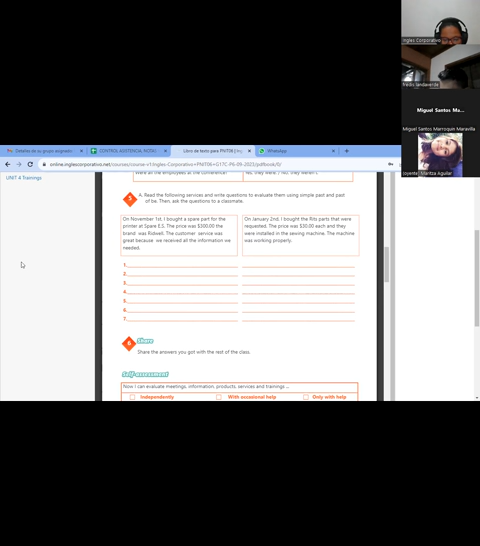 Ingles Corporativo
fredis landaverde
Miguel Santos Ma...
Miguel Santos Marroquin Maravilla
(oyente) Maritza Aguilar
Detalles de su grupo asignado
CONTROL ASISTENCIA, NOTAS
Libro de texto para PNIT06 | Ing
WhatsApp
online.inglescorporativo.net/courses/course-v1:Ingles-Corporativo+PNIT06+G17C-P6-09-2023/pdfbook/0/
UNIT 4 Trainings
Were all the employees at the conference?
Yes, they were. / No, they weren't.
5
A. Read the following services and write questions to evaluate them using simple past and past
of be. Then, ask the questions to a classmate.
On November 1st, I bought a spare part for the
printer at Spare E.S. The price was $300.00 the
brand was Ridwell. The customer service was
great because we received all the information we
needed.
On January 2nd, I bought the Rits parts that were
requested. The price was $30.00 each and they
were installed in the sewing machine. The machine
was working properly.
1.
2.
3.
4.
5.
6.
7.
6
Share
Share the answers you got with the rest of the class.
Self-assessment
Now I can evaluate meetings, information, products, services and trainings ...
Independently
With occasional help
Only with help